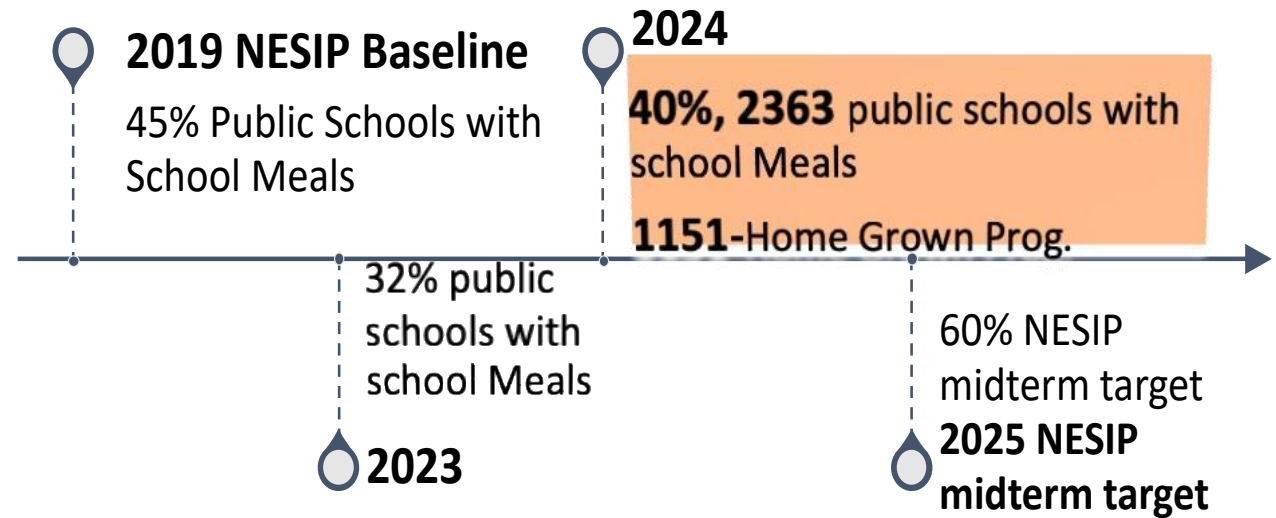 2019 NESIP Baseline
45% Public Schools with
School Meals
32% public
schools with
school Meals
2023
2024
40%, 2363 public schools with
school Meals
1151-Home Grown Prog.
60% NESIP
midterm target
2025 NESIP
midterm target